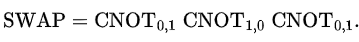 SWAP = CNOT₀,₁ CNOT₁,₀ CNOT₀,₁.